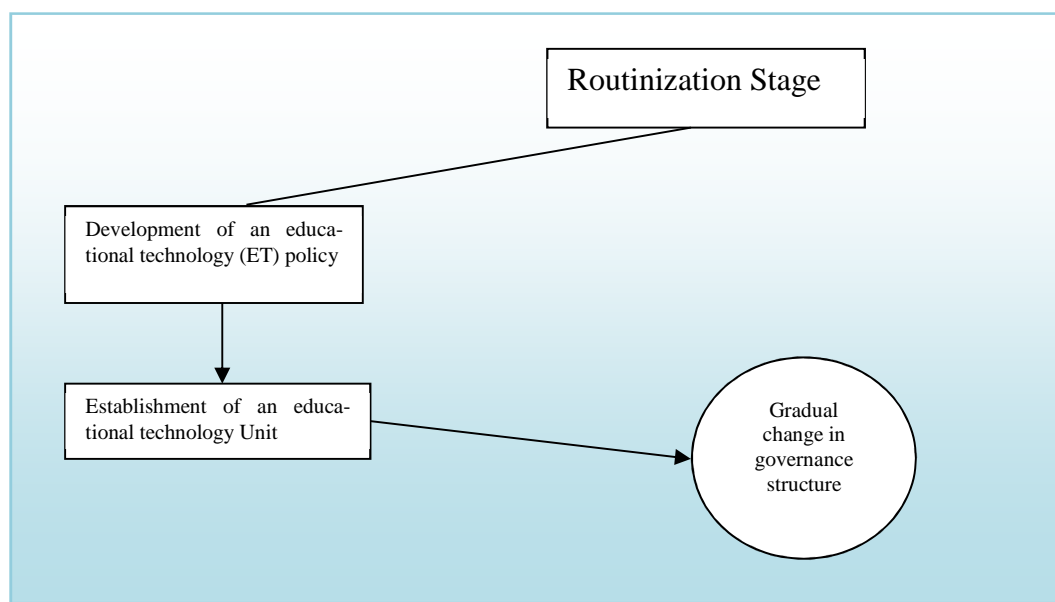 Routinization Stage
Development of an educa-
tional technology (ET) policy
Establishment of an educa-
tional technology Unit
Gradual
change in
governance
structure